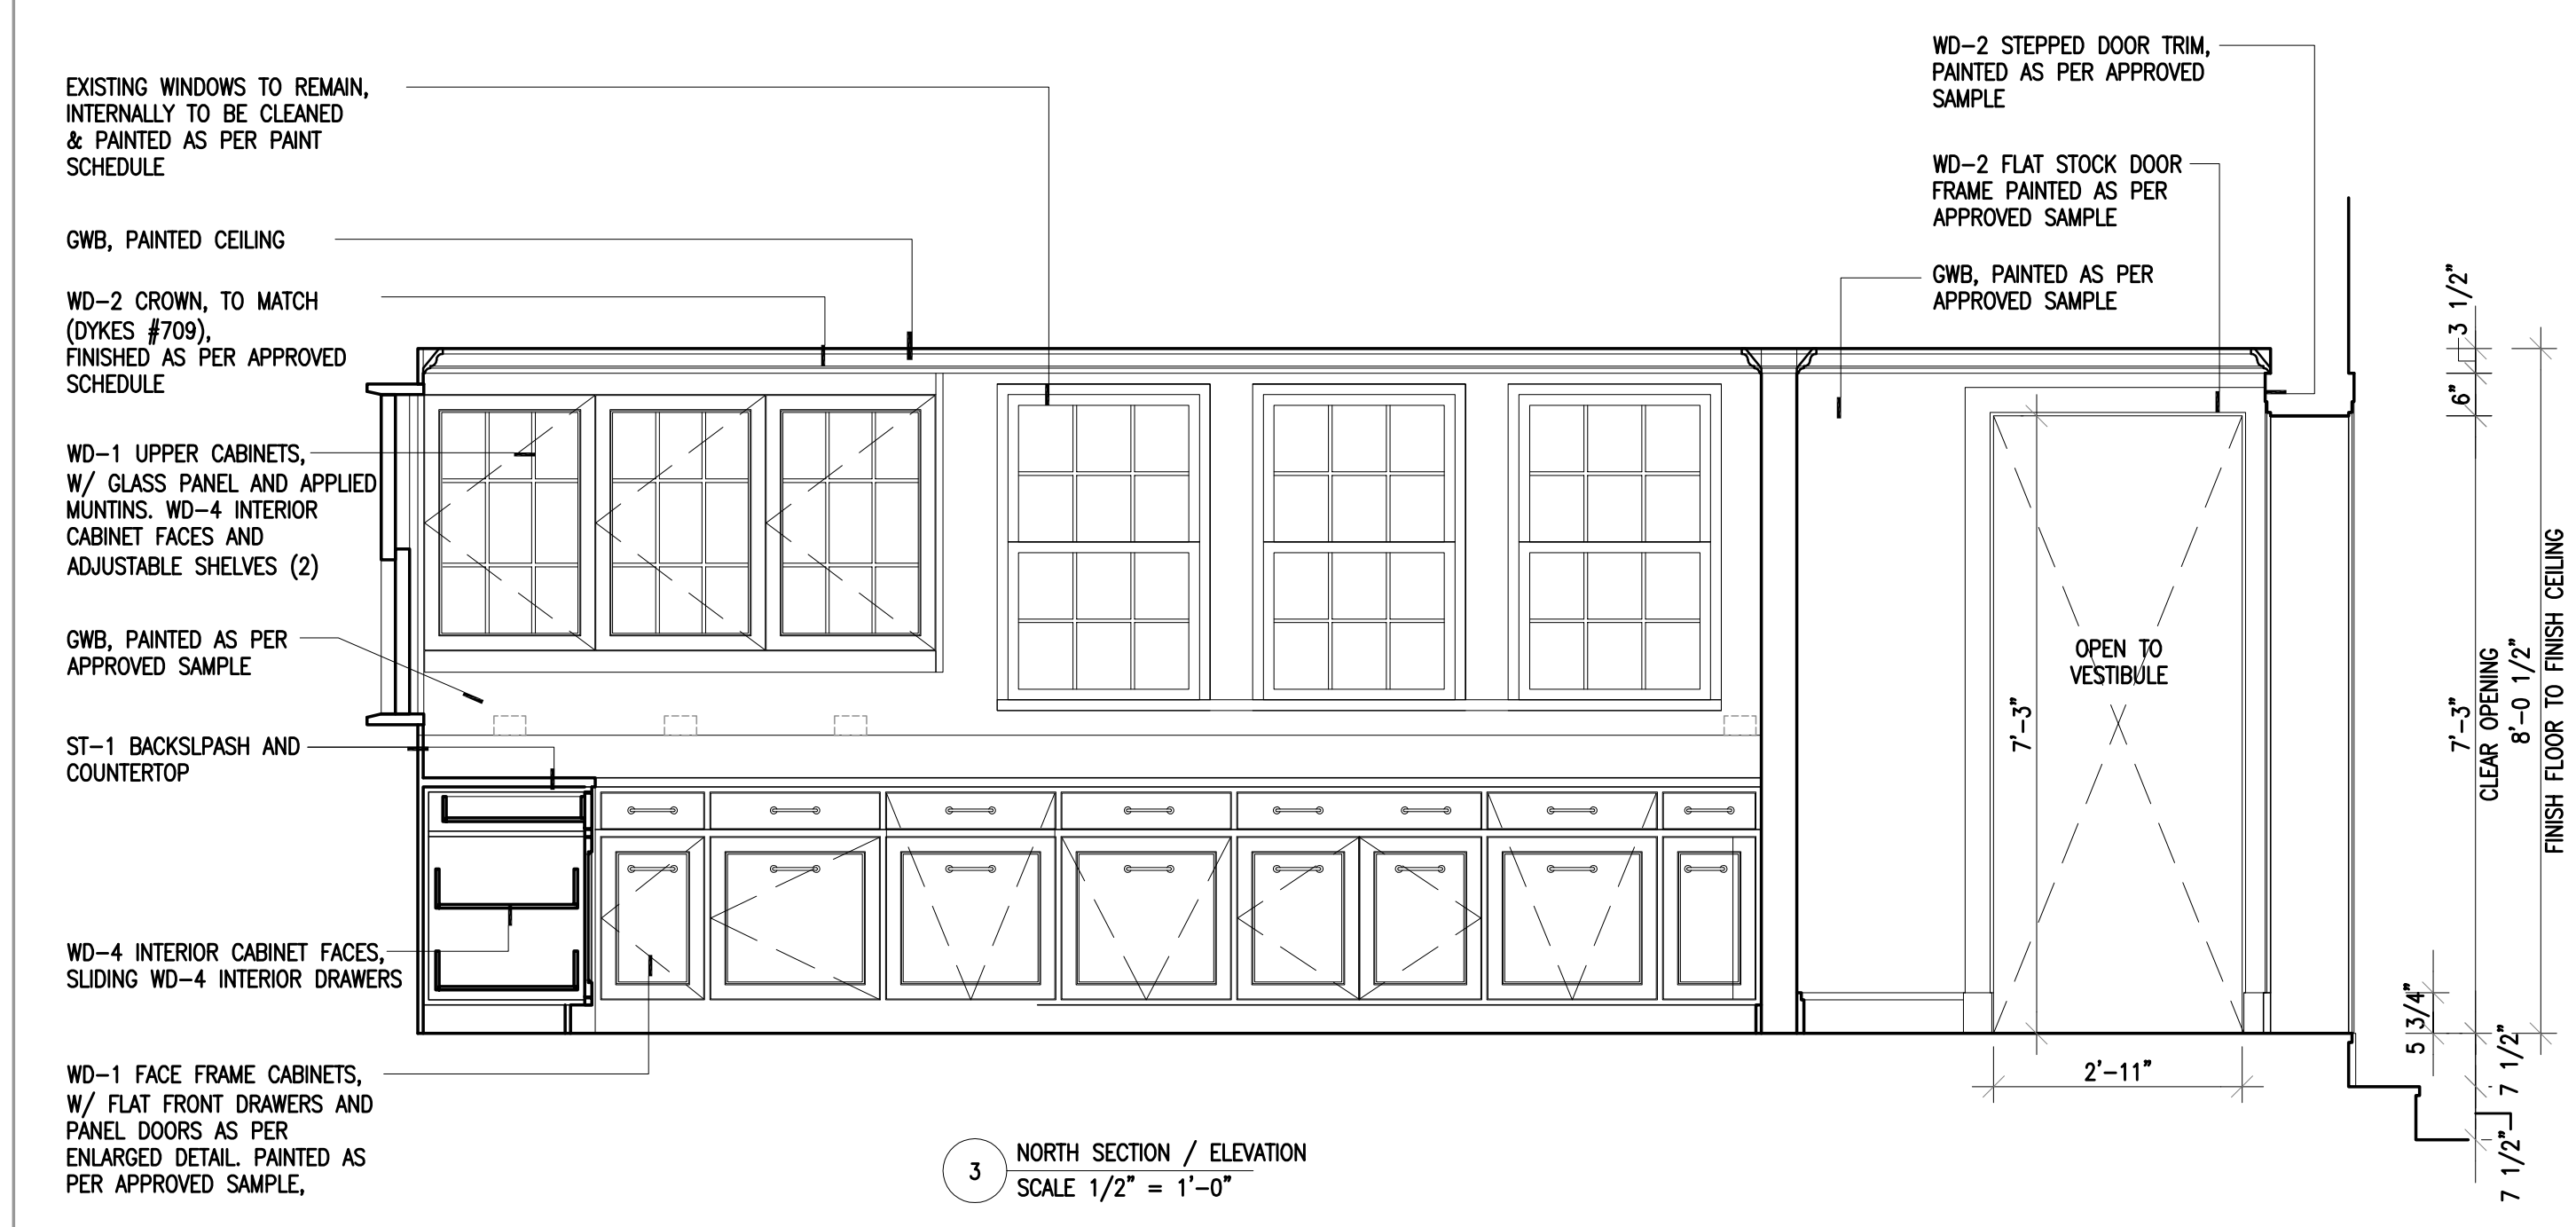 EXISTING WINDOWS TO REMAIN,
INTERNALLY TO BE CLEANED
& PAINTED AS PER PAINT
SCHEDULE
GWB, PAINTED CEILING
WD-2 CROWN, TO MATCH
(DYKES #709),
FINISHED AS PER APPROVED
SCHEDULE
WD-1 UPPER CABINETS,
W/ GLASS PANEL AND APPLIED
MUNTINS. WD-4 INTERIOR
CABINET FACES AND
ADJUSTABLE SHELVES (2)
GWB, PAINTED AS PER
APPROVED SAMPLE
ST-1 BACKSLPASH AND
COUNTERTOP
WD-4 INTERIOR CABINET FACES,
SLIDING WD-4 INTERIOR DRAWERS
WD-1 FACE FRAME CABINETS,
W/ FLAT FRONT DRAWERS AND
PANEL DOORS AS PER
ENLARGED DETAIL. PAINTED AS
PER APPROVED SAMPLE,
WD-2 STEPPED DOOR TRIM,
PAINTED AS PER APPROVED
SAMPLE
WD-2 FLAT STOCK DOOR
FRAME PAINTED AS PER
APPROVED SAMPLE
GWB, PAINTED AS PER
APPROVED SAMPLE
OPEN TO
VESTIBULE
7'-3"
2'-11"
3 1/2"
6"
7'-3"
CLEAR OPENING
8'-0 1/2"
FINISH FLOOR TO FINISH CEILING
5 3/4"
7 1/2"
7 1/2"
3
NORTH SECTION / ELEVATION
SCALE 1/2" = 1'-0"